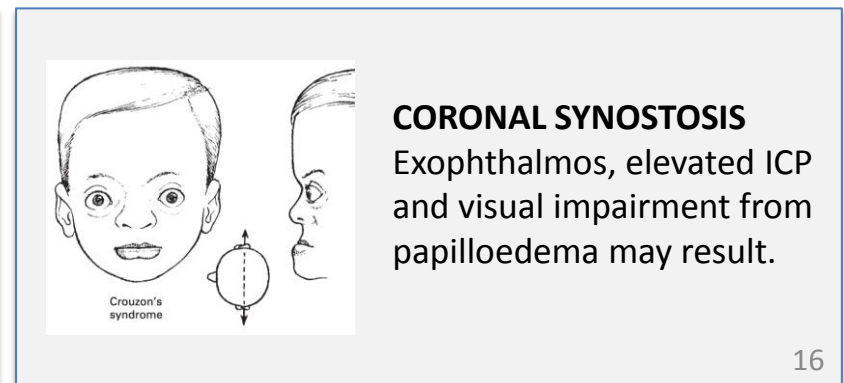 CORONAL SYNOSTOSIS
Exophthalmos, elevated ICP
and visual impairment from
papilloedema may result.
Crouzon's
syndrome
16